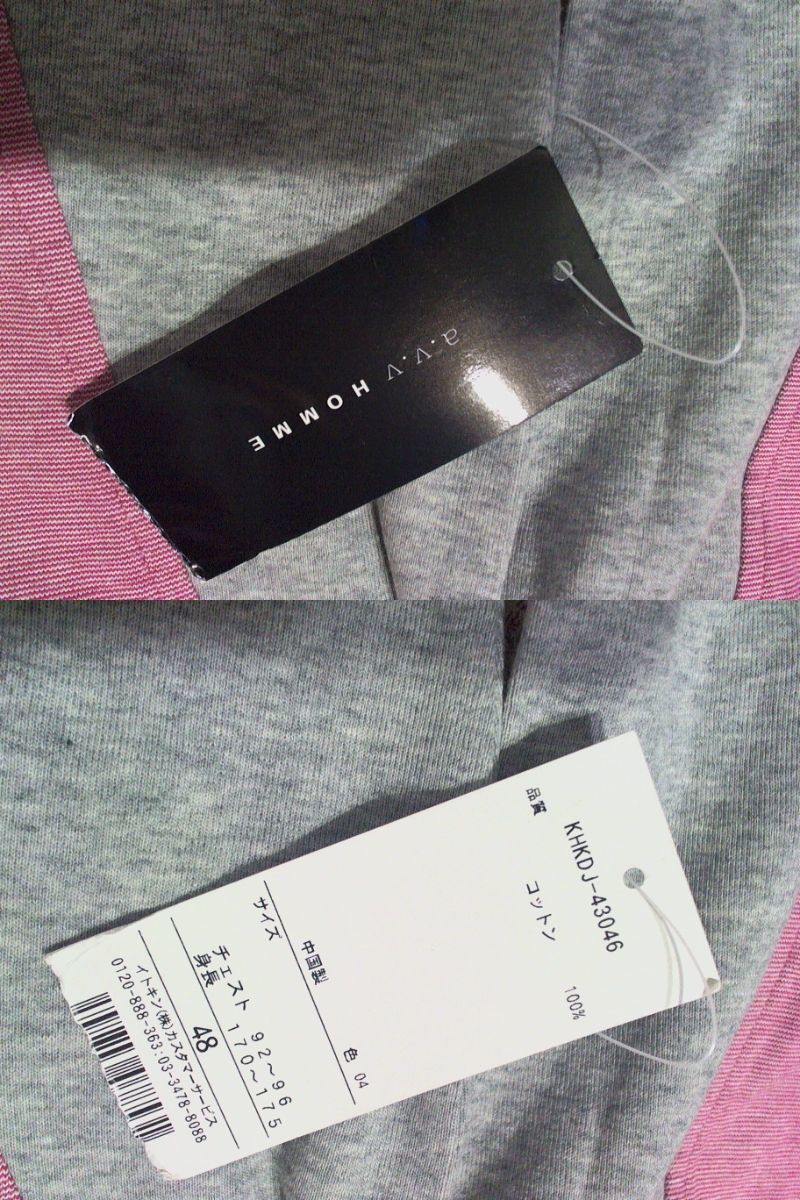 a.v.v HOMME
KHKDJ-43046
品質 コットン 100%
中国製 色 04
サイズ チェスト 92〜96
身長 170〜175
48
イトキン(株)カスタマーサービス
0120-888-363:03-3478-8088